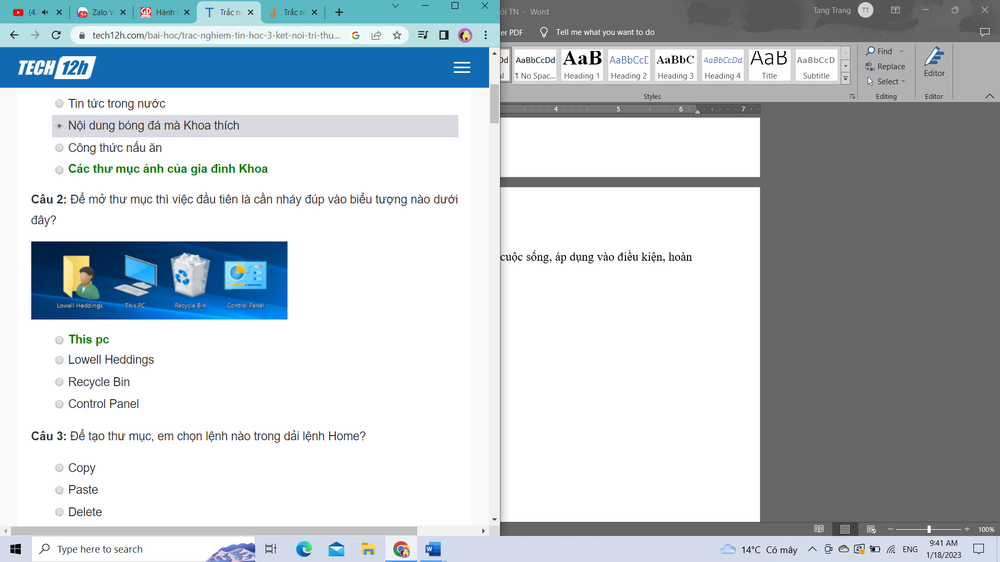 (4
Zalo W
Hành t
Trắc ng
Trắc ng
ỏi TN - Word
Tang Trang
TT
tech12h.com/bai-hoc/trac-nghiem-tin-hoc-3-ket-noi-tri-thu...
er PDF
Tell me what you want to do
TECH 12h
AaBbCcDd
AaB
AaBbCcD
AaBbC
AaBbCcDd
AaB
AaBbCcD
¶ No Spac...
Heading 1
Heading 2
Heading 3
Heading 4
Title
Subtitle
Styles
Find
Replace
Select
Editing
Editor
Editor
4 5 6 7
Tin tức trong nước
Nội dung bóng đá mà Khoa thích
Công thức nấu ăn
Các thư mục ảnh của gia đình Khoa
Câu 2: Để mở thư mục thì việc đầu tiên là cần nháy đúp vào biểu tượng nào dưới
đây?
Lowell Heddings
This PC
Recycle Bin
Control Panel
This pc
Lowell Heddings
Recycle Bin
Control Panel
Câu 3: Để tạo thư mục, em chọn lệnh nào trong dải lệnh Home?
Copy
Paste
Delete
cuộc sống, áp dụng vào điều kiện, hoàn
100%
Type here to search
14°C Có mây
ENG
9:41 AM
1/18/2023